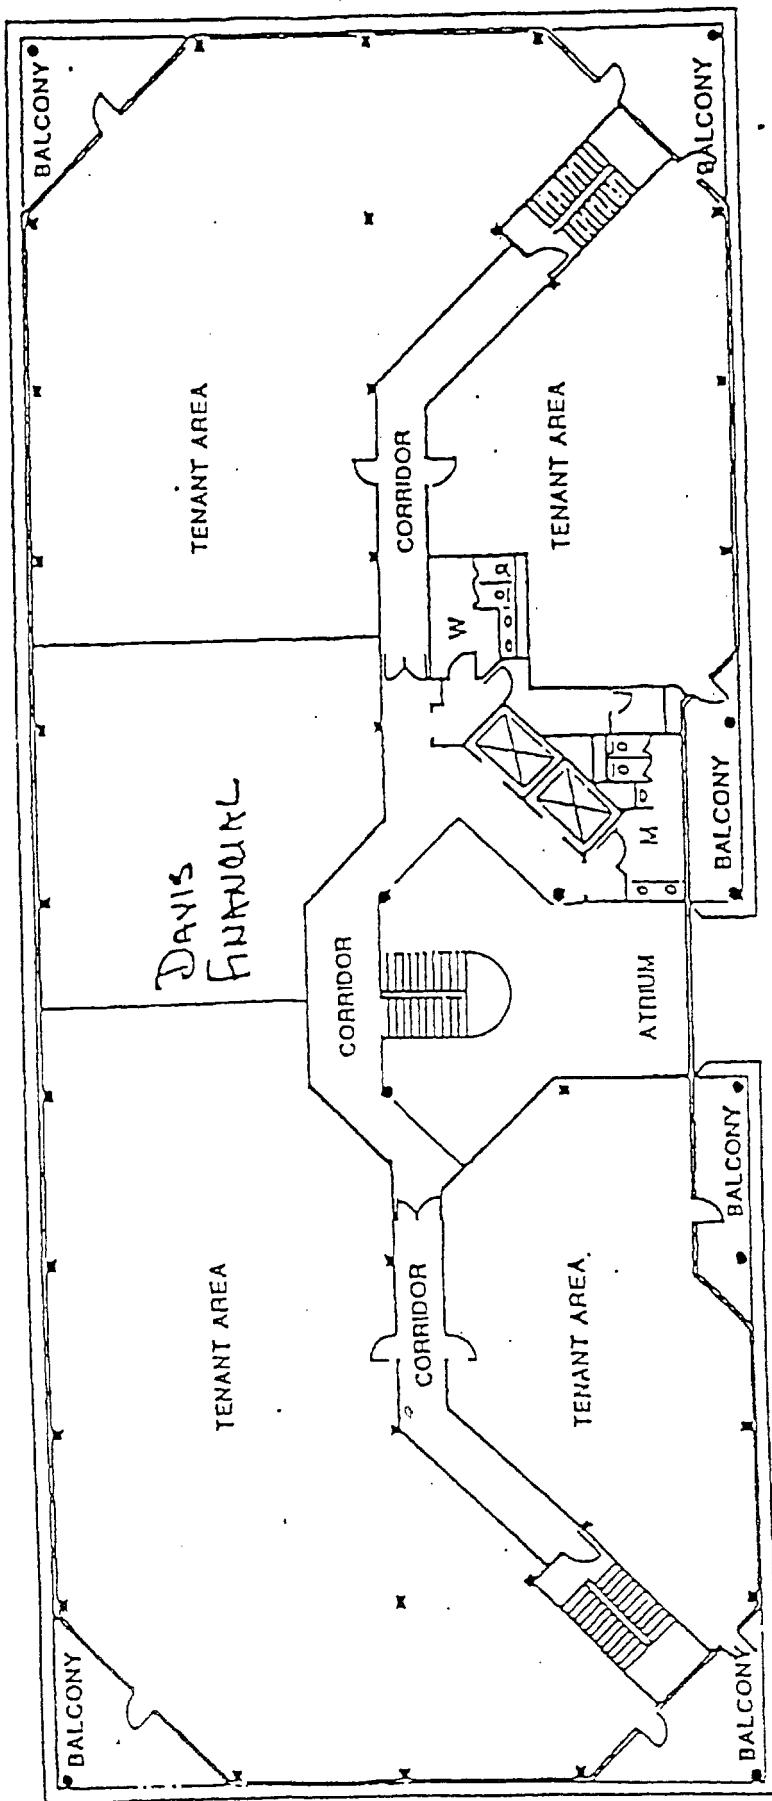 BALCONY
BALCONY
TENANT AREA
DAVIS
FINANCIAL
TENANT AREA
CORRIDOR
CORRIDOR
CORRIDOR
W
TENANT AREA
TENANT AREA
ATRIUM
M
BALCONY
BALCONY
BALCONY
BALCONY